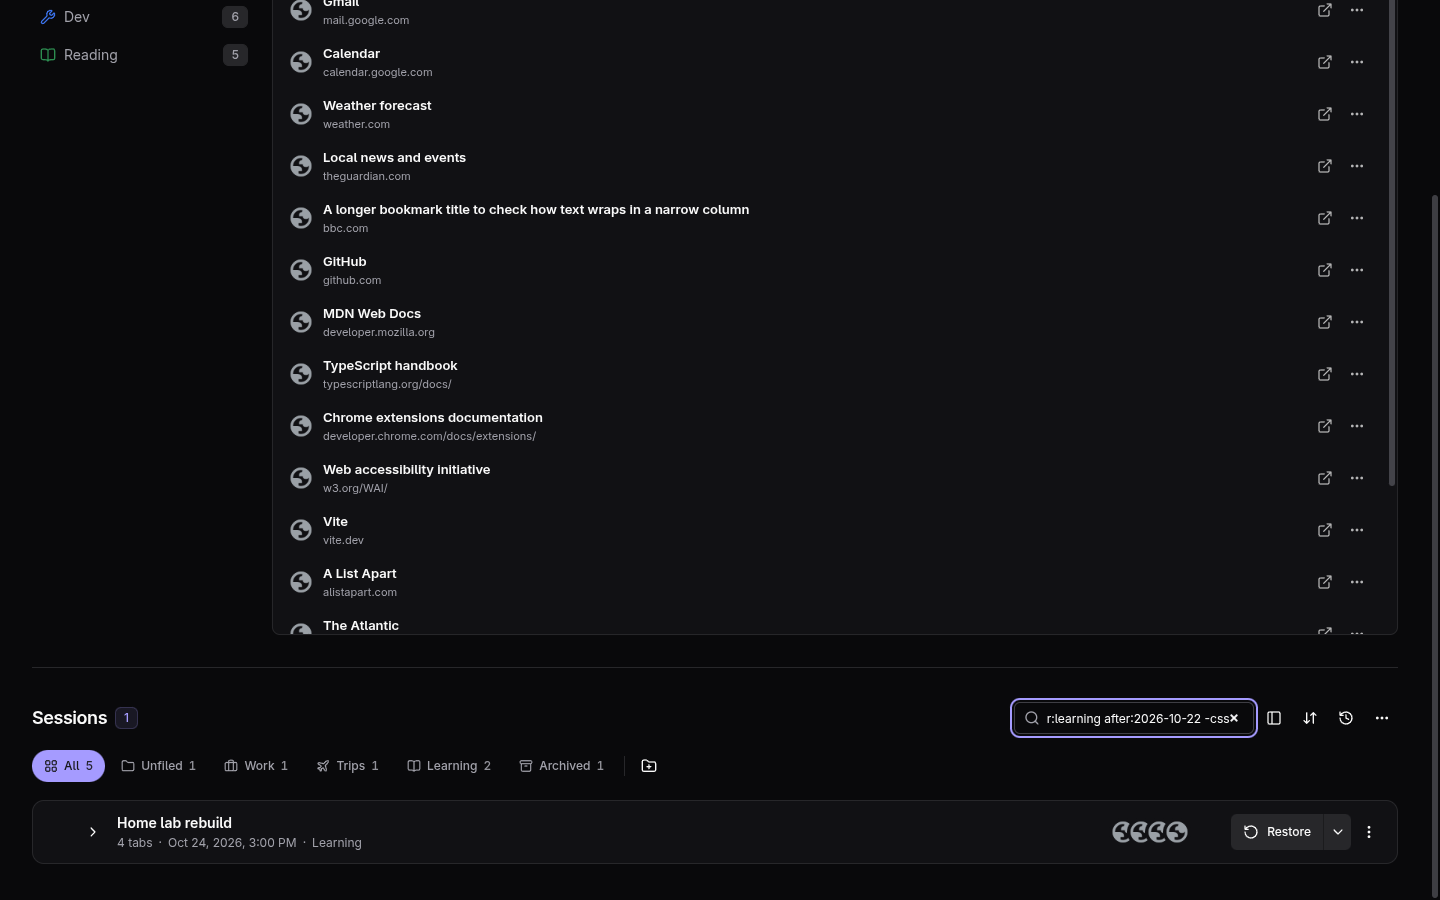 Dev 6
Reading 5
Gmail
mail.google.com
Calendar
calendar.google.com
Weather forecast
weather.com
Local news and events
theguardian.com
A longer bookmark title to check how text wraps in a narrow column
bbc.com
GitHub
github.com
MDN Web Docs
developer.mozilla.org
TypeScript handbook
typescriptlang.org/docs/
Chrome extensions documentation
developer.chrome.com/docs/extensions/
Web accessibility initiative
w3.org/WAI/
Vite
vite.dev
A List Apart
alistapart.com
The Atlantic
Sessions 1
r:learning after:2026-10-22 -css
All 5 Unfiled 1 Work 1 Trips 1 Learning 2 Archived 1
Home lab rebuild
4 tabs · Oct 24, 2026, 3:00 PM · Learning
Restore